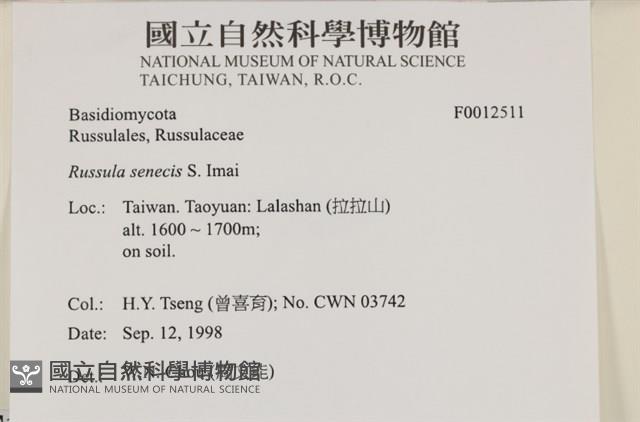 國立自然科學博物館
NATIONAL MUSEUM OF NATURAL SCIENCE
TAICHUNG, TAIWAN, R.O.C.
Basidiomycota F0012511
Russulales, Russulaceae
Russula senecis S. Imai
Loc.: Taiwan. Taoyuan: Lalashan (拉拉山)
alt. 1600 ~ 1700m;
on soil.
Col.: H.Y. Tseng (曾喜育); No. CWN 03742
Date: Sep. 12, 1998
Det.:
國立自然科學博物館
NATIONAL MUSEUM OF NATURAL SCIENCE